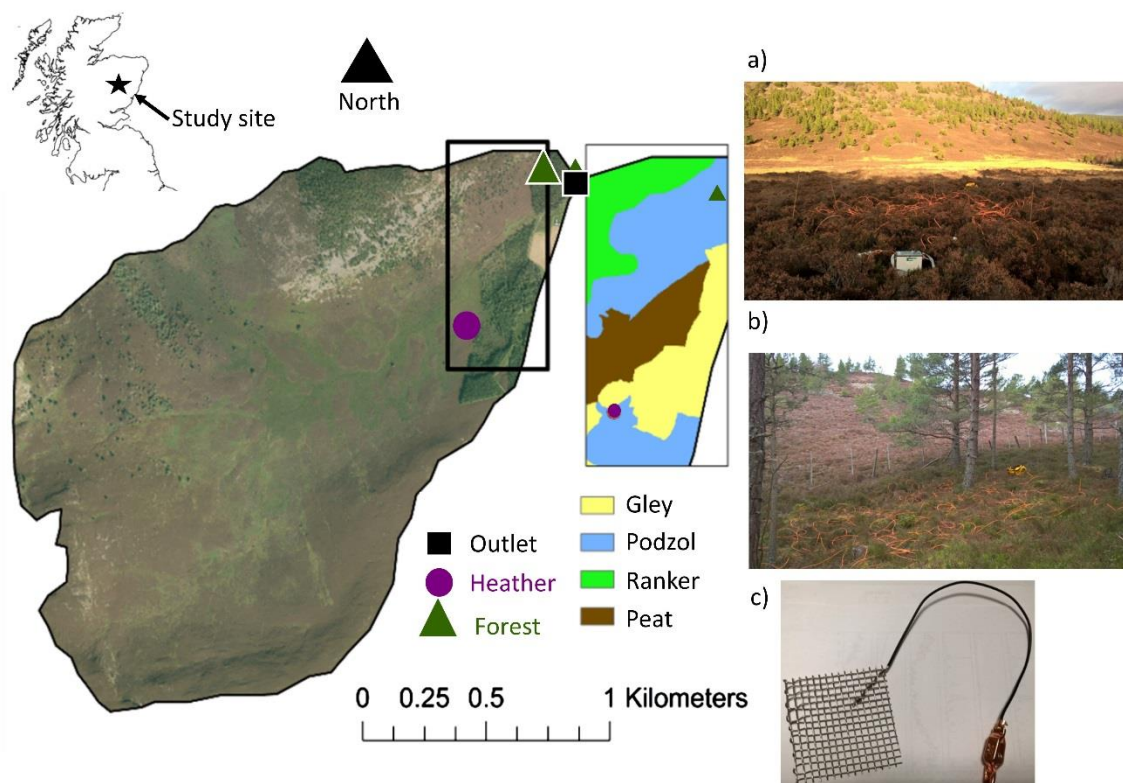 Study site
North
Outlet
Heather
Forest
Gley
Podzol
Ranker
Peat
0 0.25 0.5 1 Kilometers
a)
b)
c)